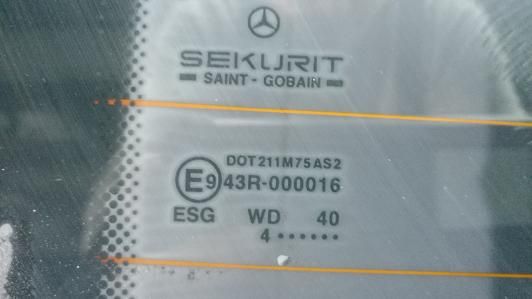 SEKURIT
SAINT - GOBAIN
DOT211M75AS2
E9 43R-000016
ESG WD 40
4 ••••••